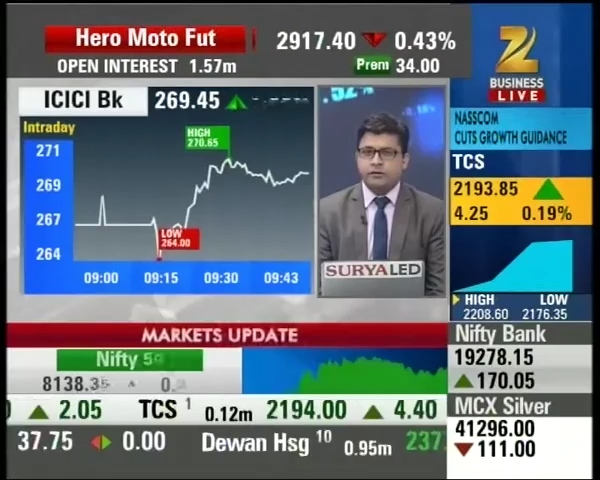 Hero Moto Fut
2917.40 0.43%
OPEN INTEREST 1.57m
Prem 34.00
Z
BUSINESS
LIVE
ICICI Bk 269.45
Intraday
271
269
267
264
HIGH
270.65
LOW
264.00
09:00 09:15 09:30 09:43
SURYA LED
NASSCOM
CUTS GROWTH GUIDANCE
TCS
2193.85
4.25 0.19%
HIGH LOW
2208.60 2176.35
MARKETS UPDATE
Nifty
8138.35
Nifty Bank
19278.15
170.05
MCX Silver
41296.00
111.00
2.05 TCS 1 0.12m 2194.00 4.40
37.75 0.00 Dewan Hsg 10 0.95m 237